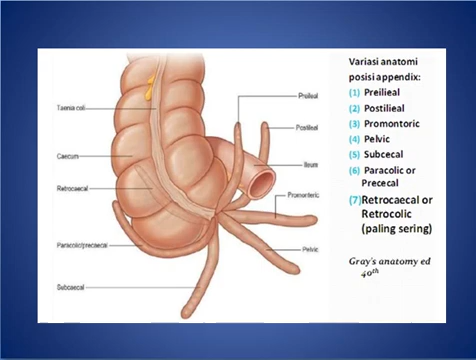 Taenia coli
Caecum
Retrocaecal
Paracolic/precaecal
Subcaecal
Preileal
Postileal
Ileum
Promonteric
Pelvic
Variasi anatomi
posisi appendix:
(1) Preilieal
(2) Postilieal
(3) Promontoric
(4) Pelvic
(5) Subcecal
(6) Paracolic or
Prececal
(7) Retrocaecal or
Retrocolic
(paling sering)
Gray's anatomy ed
40th